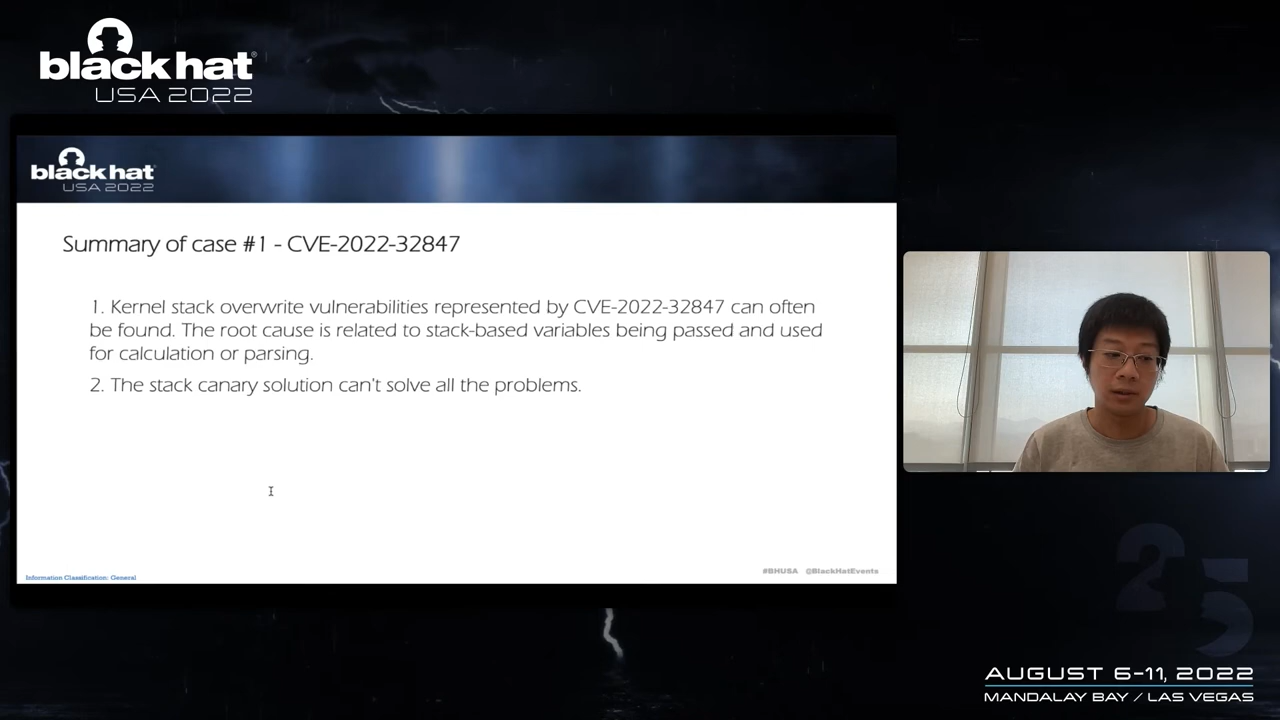 black hat®
USA 2022
black hat®
USA 2022
Summary of case #1 - CVE-2022-32847
1. Kernel stack overwrite vulnerabilities represented by CVE-2022-32847 can often
be found. The root cause is related to stack-based variables being passed and used
for calculation or parsing.
2. The stack canary solution can't solve all the problems.
Information Classification: General
#BHUSA @BlackHatEvents
25
AUGUST 6-11, 2022
MANDALAY BAY / LAS VEGAS